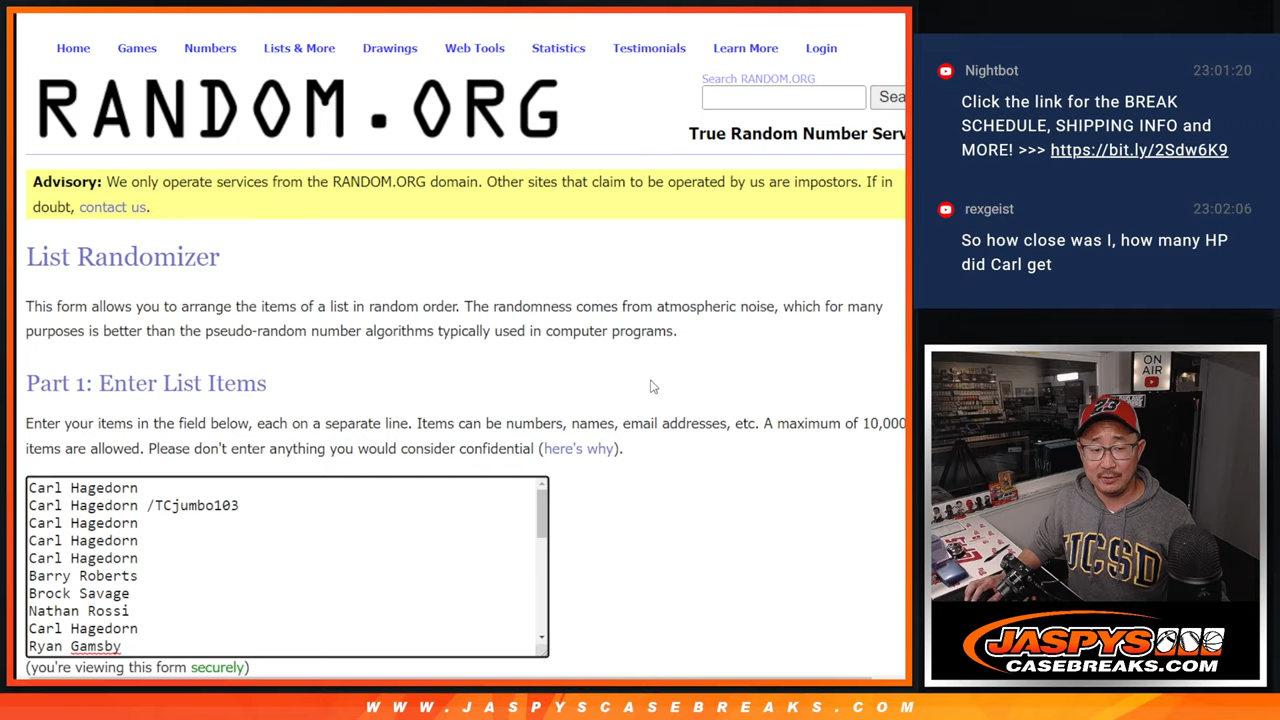 Home Games Numbers Lists & More Drawings Web Tools Statistics Testimonials Learn More Login
RANDOM.ORG
Search RANDOM.ORG
Sea
True Random Number Serv
Advisory: We only operate services from the RANDOM.ORG domain. Other sites that claim to be operated by us are impostors. If in
doubt, contact us.
List Randomizer
This form allows you to arrange the items of a list in random order. The randomness comes from atmospheric noise, which for many
purposes is better than the pseudo-random number algorithms typically used in computer programs.
Part 1: Enter List Items
Enter your items in the field below, each on a separate line. Items can be numbers, names, email addresses, etc. A maximum of 10,000
items are allowed. Please don't enter anything you would consider confidential (here's why).
Carl Hagedorn
Carl Hagedorn /TCjumbo103
Carl Hagedorn
Carl Hagedorn
Carl Hagedorn
Barry Roberts
Brock Savage
Nathan Rossi
Carl Hagedorn
Ryan Gamsby
(you're viewing this form securely)
Nightbot 23:01:20
Click the link for the BREAK
SCHEDULE, SHIPPING INFO and
MORE! >>> https://bit.ly/2Sdw6K9
rexgeist 23:02:06
So how close was I, how many HP
did Carl get
ON
AIR
UCSD
JASPYS
CASEBREAKS.COM
WWW.JASPYSCASEBREAKS.COM